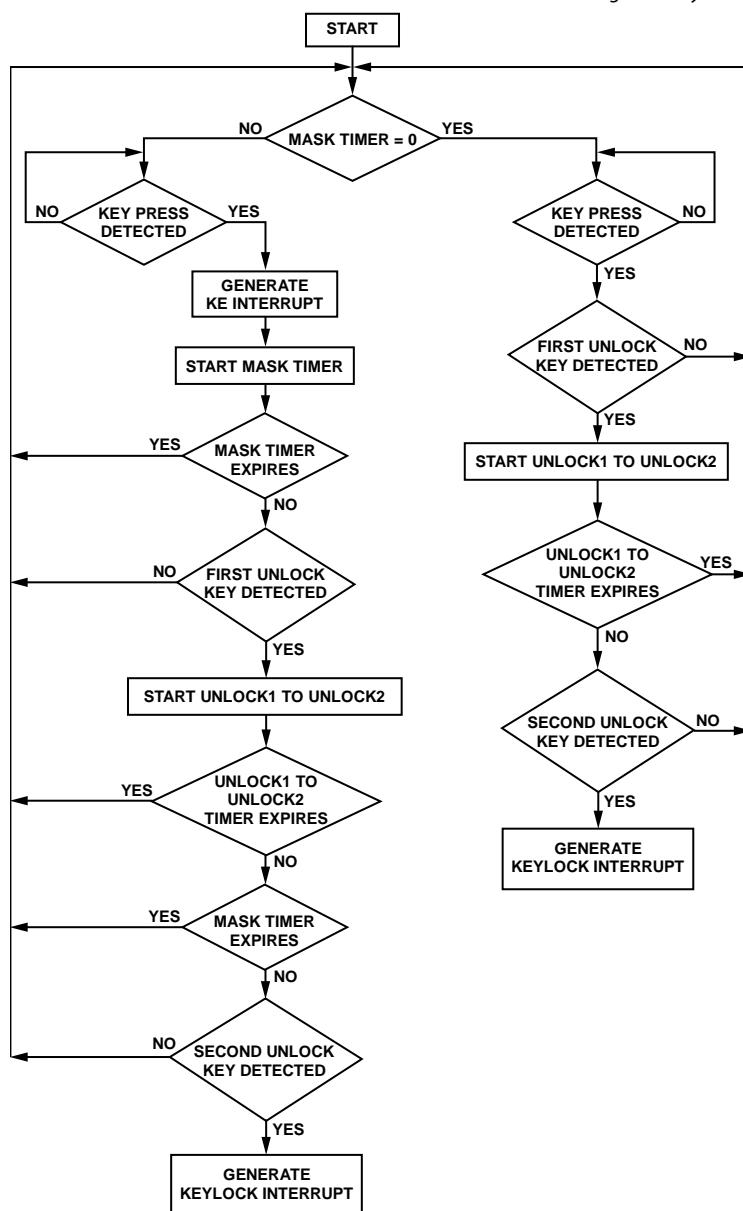 START
MASK TIMER = 0
NO
YES
NO
KEY PRESS
DETECTED
YES
GENERATE
KE INTERRUPT
START MASK TIMER
YES
MASK TIMER
EXPIRES
NO
NO
FIRST UNLOCK
KEY DETECTED
YES
START UNLOCK1 TO UNLOCK2
YES
UNLOCK1 TO
UNLOCK2
TIMER EXPIRES
NO
YES
MASK TIMER
EXPIRES
NO
NO
SECOND UNLOCK
KEY DETECTED
YES
GENERATE
KEYLOCK INTERRUPT
KEY PRESS
DETECTED
NO
YES
FIRST UNLOCK
KEY DETECTED
NO
YES
START UNLOCK1 TO UNLOCK2
UNLOCK1 TO
UNLOCK2
TIMER EXPIRES
YES
NO
SECOND UNLOCK
KEY DETECTED
NO
YES
GENERATE
KEYLOCK INTERRUPT